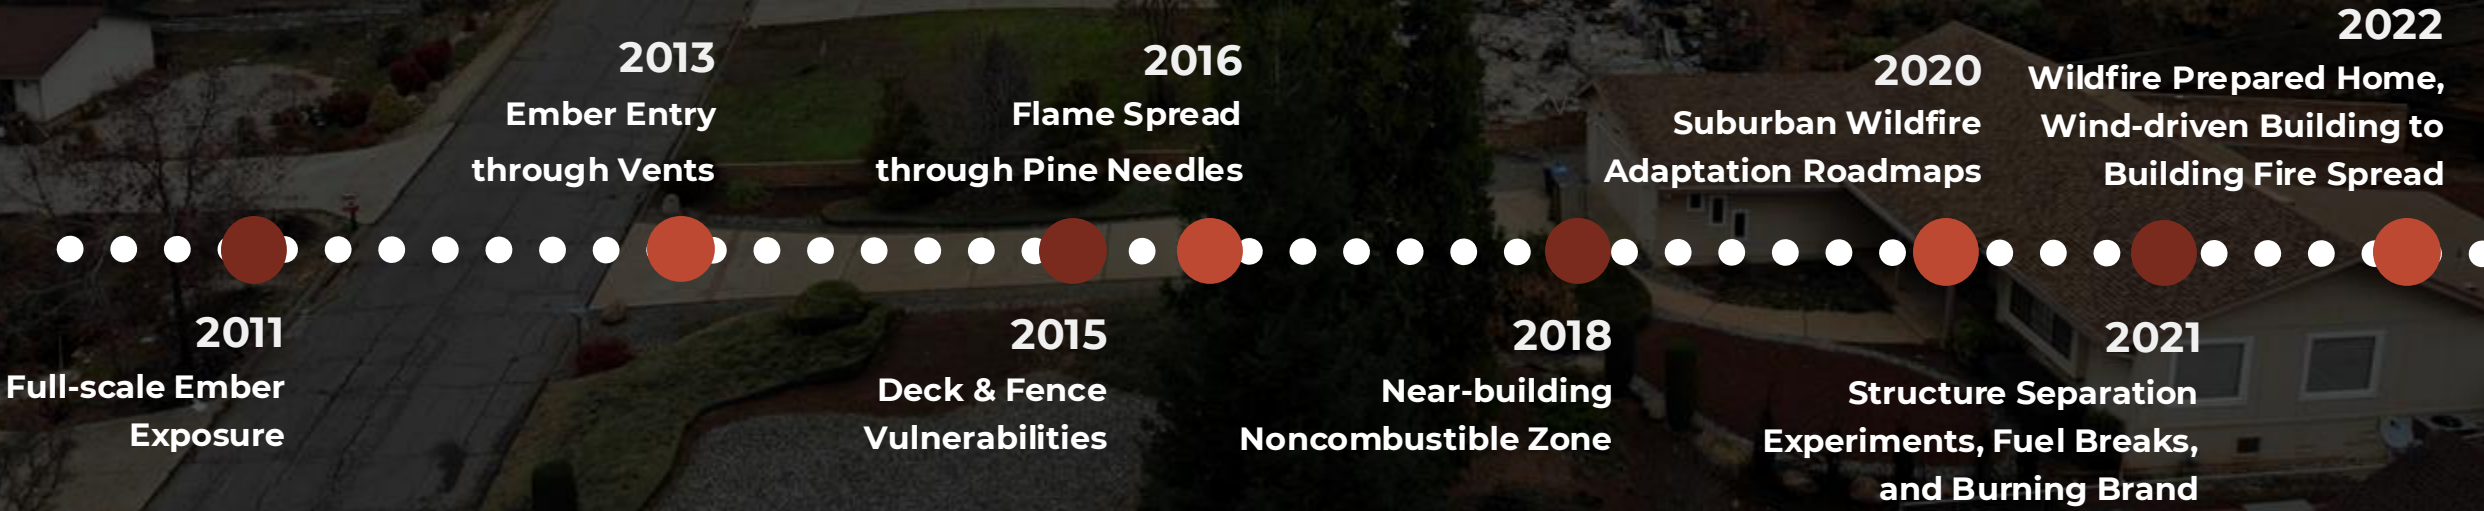 2011
Full-scale Ember
Exposure
2013
Ember Entry
through Vents
2015
Deck & Fence
Vulnerabilities
2016
Flame Spread
through Pine Needles
2018
Near-building
Noncombustible Zone
2020
Suburban Wildfire
Adaptation Roadmaps
2021
Structure Separation
Experiments, Fuel Breaks,
and Burning Brand
2022
Wildfire Prepared Home,
Wind-driven Building to
Building Fire Spread